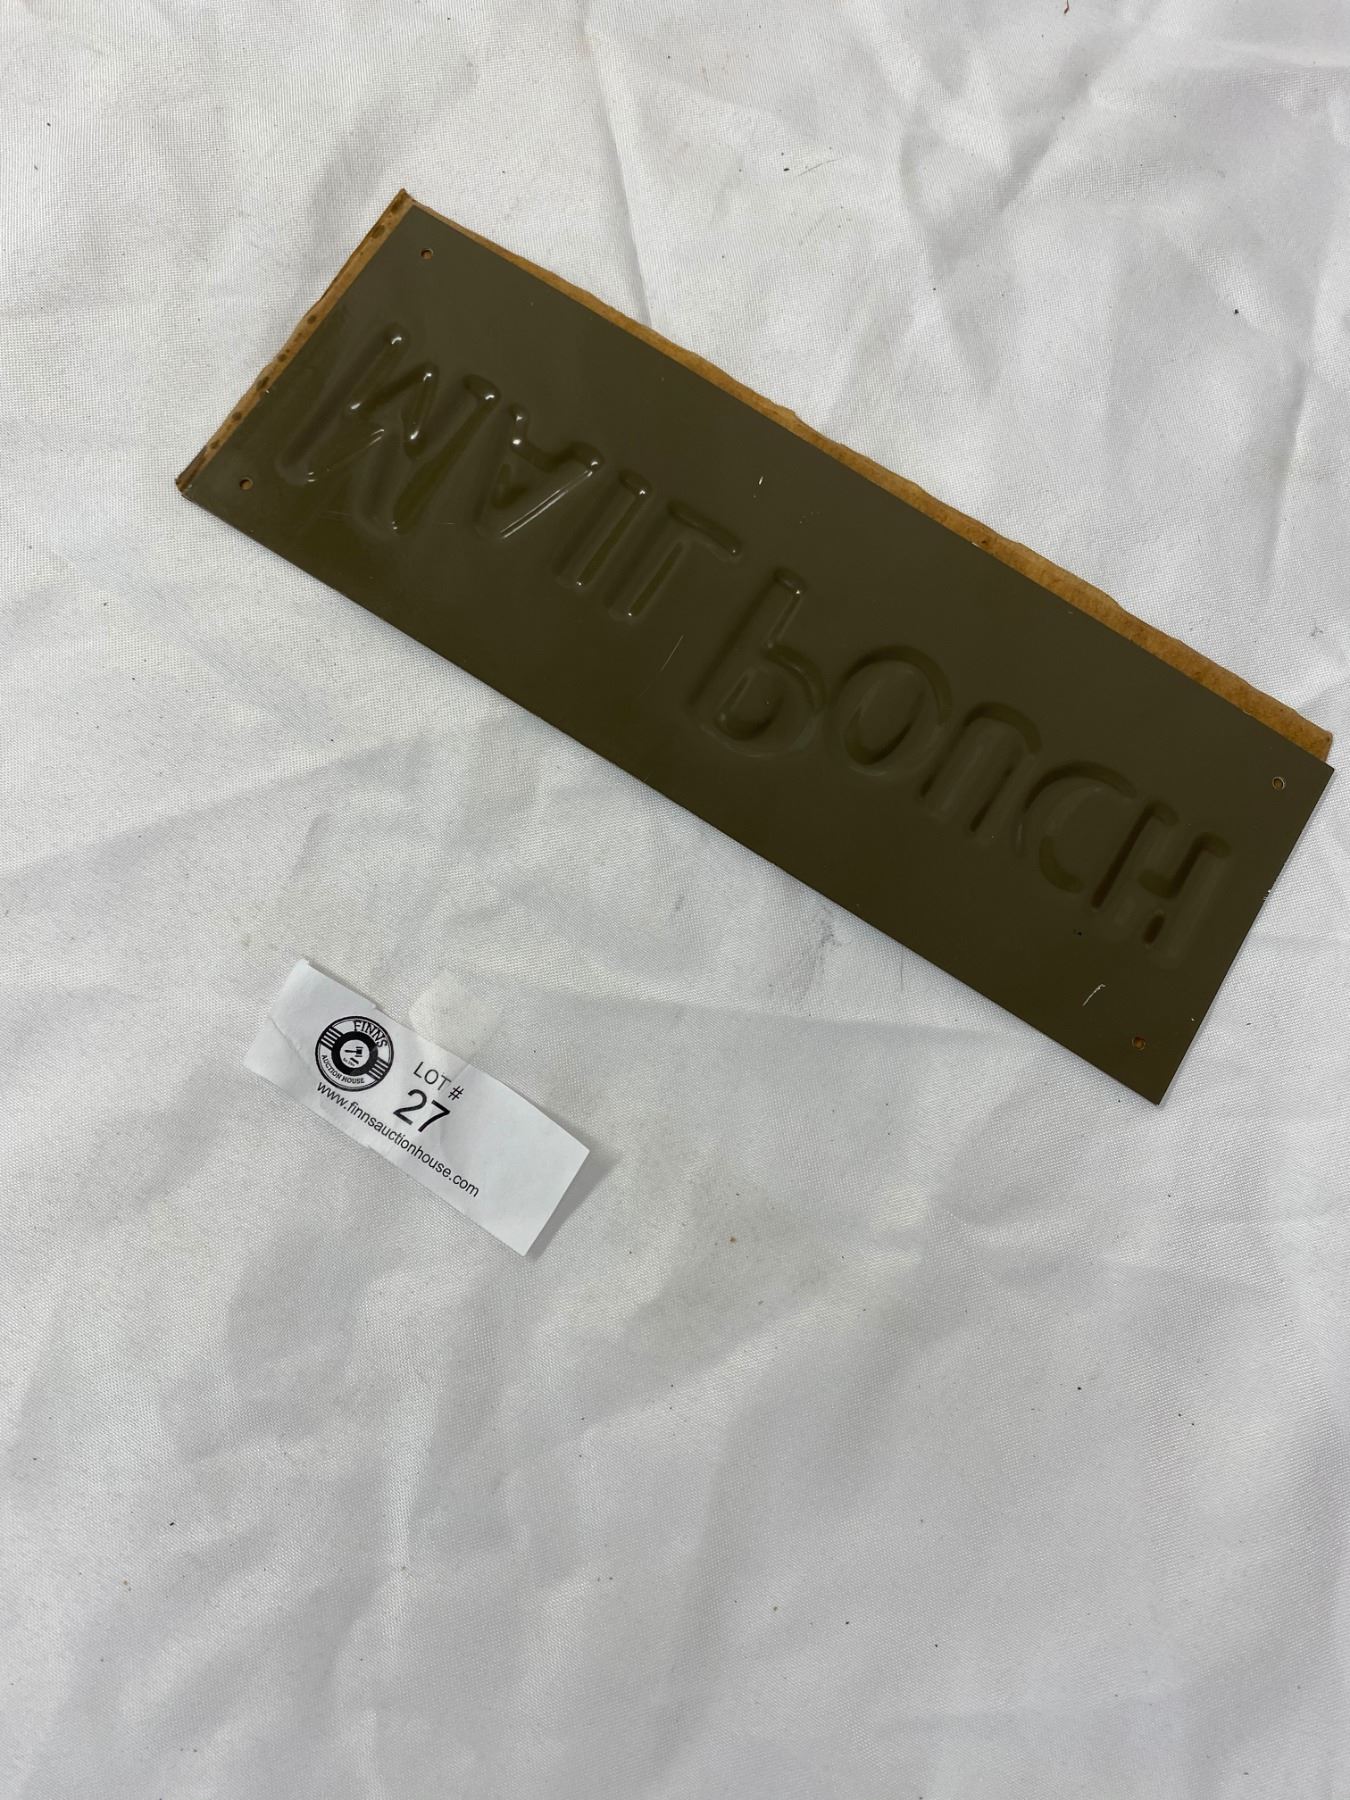 MAIL POUCH
FINNS
AUCTION HOUSE
LOT #
27
www.finnsauctionhouse.com